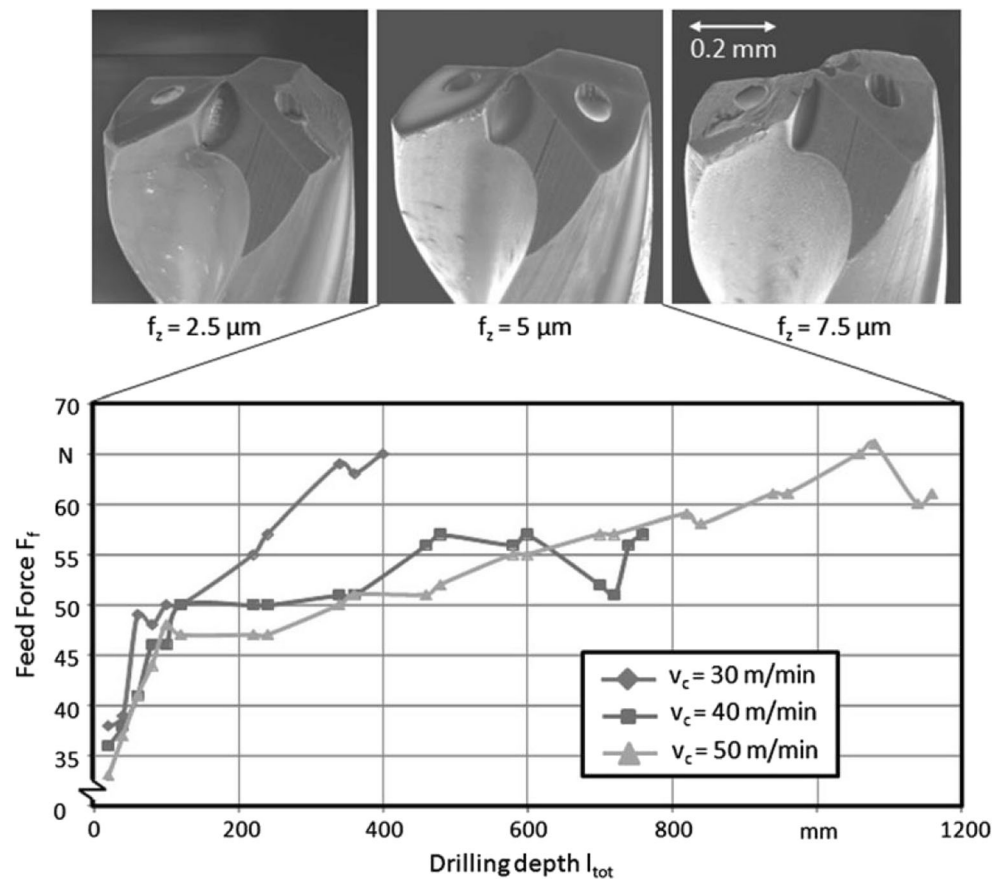 0.2 mm
f_z = 2.5 µm
f_z = 5 µm
f_z = 7.5 µm
70
N
60
55
50
45
40
35
0
Feed Force F_f
v_c = 30 m/min
v_c = 40 m/min
v_c = 50 m/min
0 200 400 600 800 mm 1200
Drilling depth l_tot